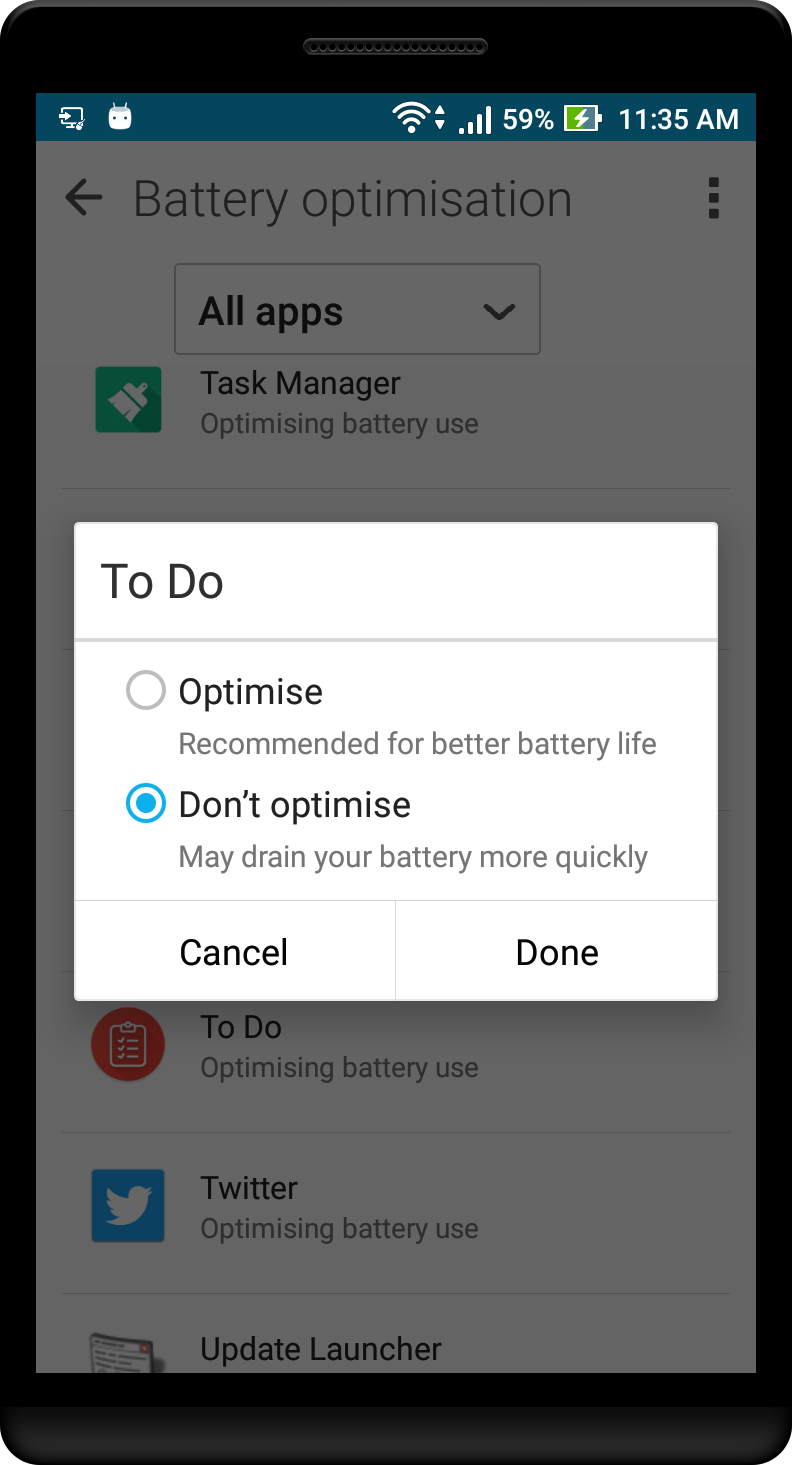 59% 11:35 AM
Battery optimisation
All apps
Task Manager
Optimising battery use
To Do
Optimise
Recommended for better battery life
Don’t optimise
May drain your battery more quickly
Cancel Done
To Do
Optimising battery use
Twitter
Optimising battery use
Update Launcher